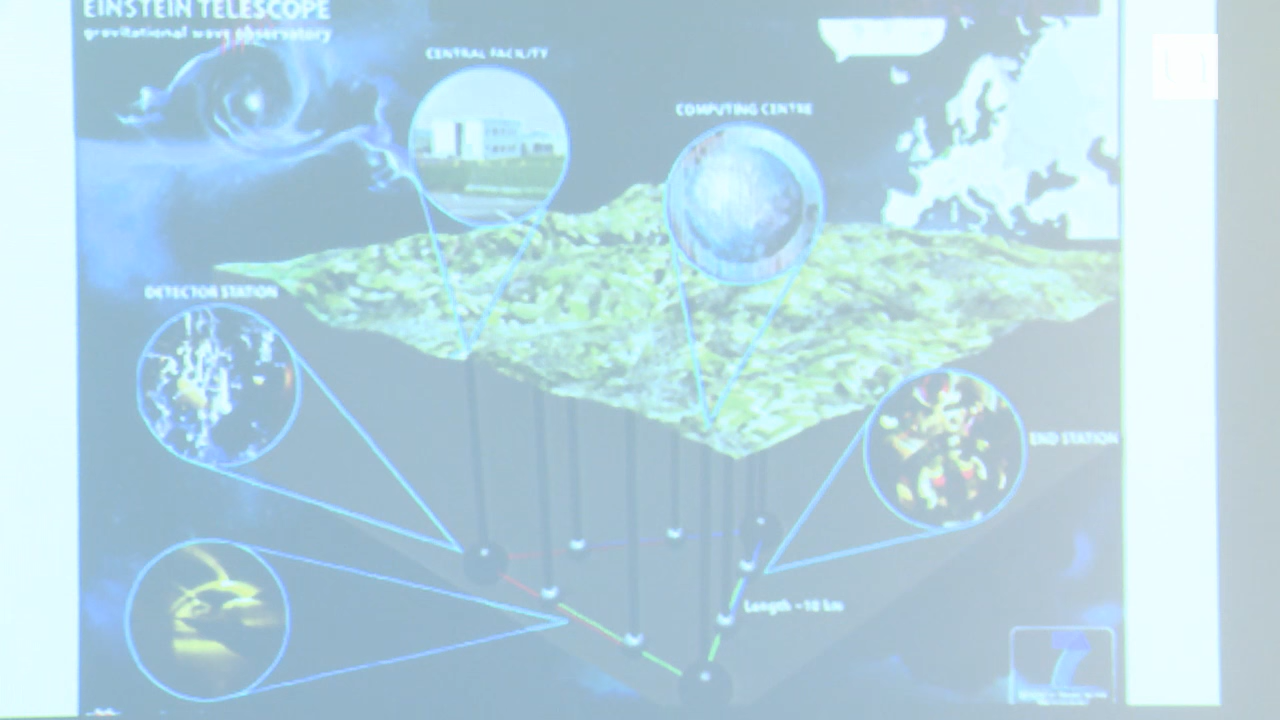 EINSTEIN TELESCOPE
gravitational wave observatory
CENTRAL FACILITY
COMPUTING CENTRE
DETECTOR STATION
END STATION
Length ~10 km